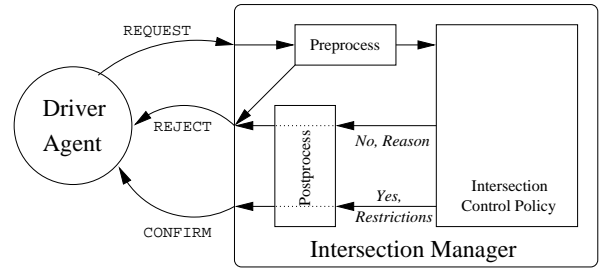 REQUEST
Preprocess
Driver
Agent
REJECT
Postprocess
No, Reason
Yes,
Restrictions
Intersection
Control Policy
CONFIRM
Intersection Manager